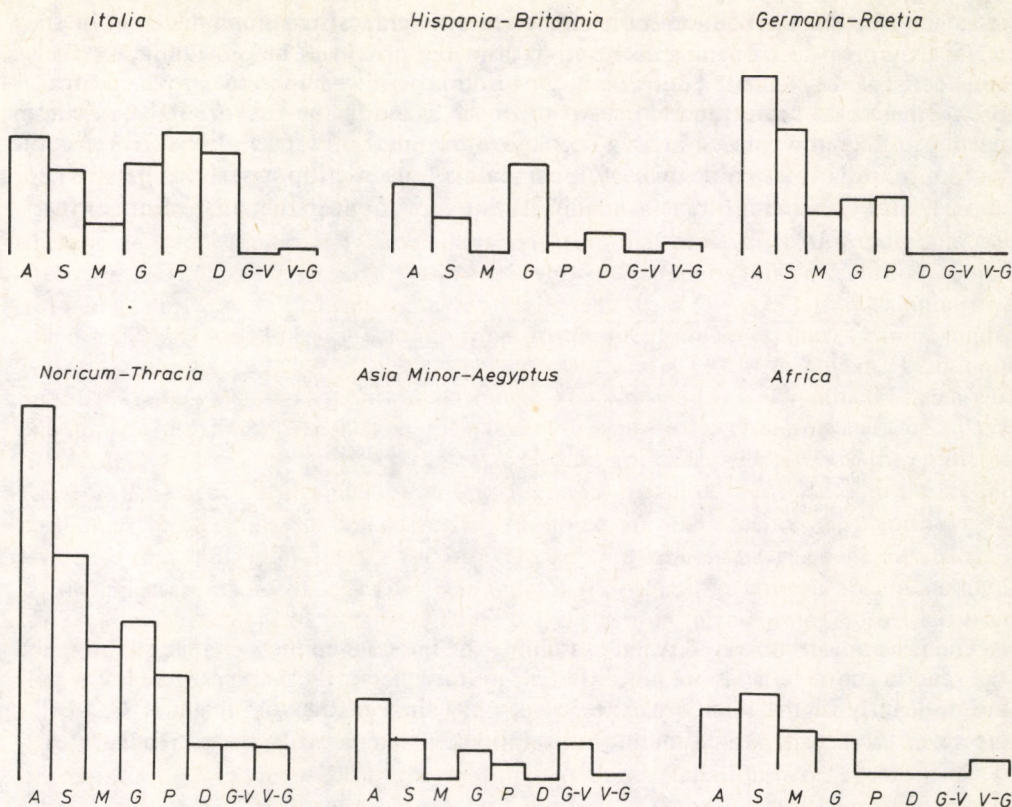 Italia
Hispania–Britannia
Germania–Raetia
A S M G P D G-V V-G
A S M G P D G-V V-G
A S M G P D G-V V-G
Noricum–Thracia
Asia Minor–Aegyptus
Africa
A S M G P D G-V V-G
A S M G P D G-V V-G
A S M G P D G-V V-G